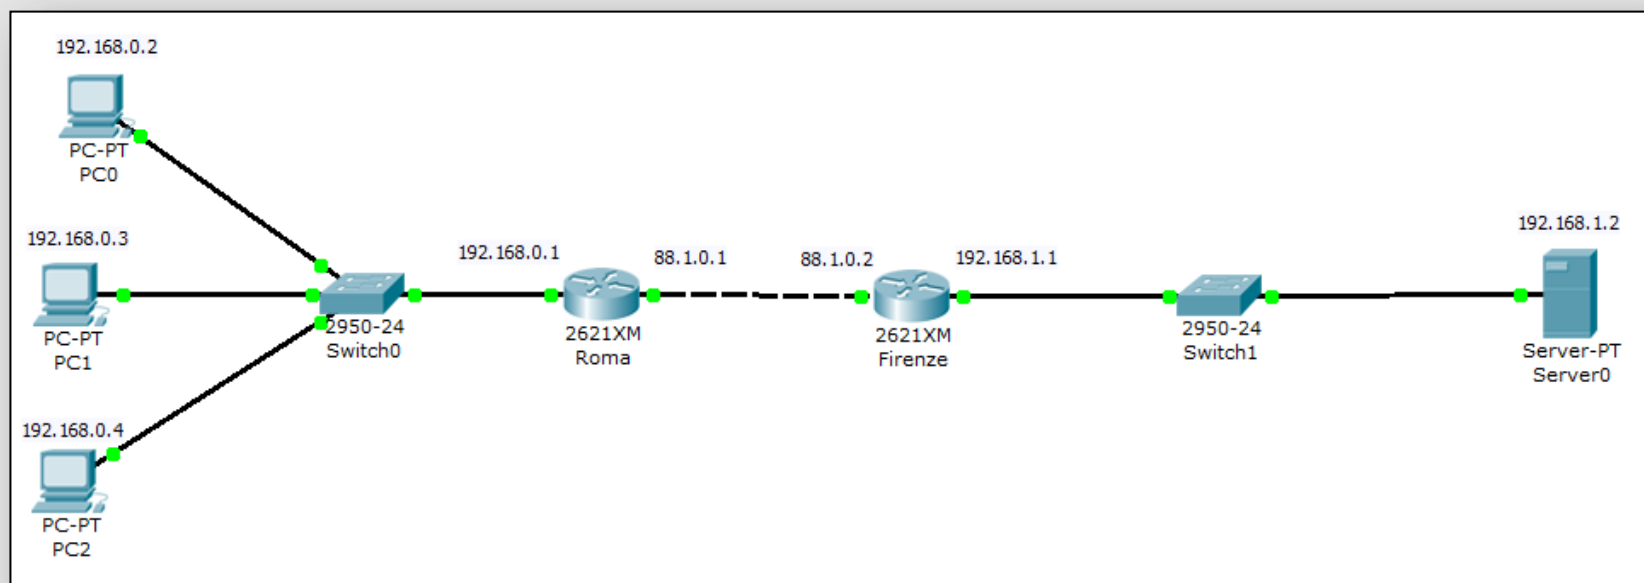 192.168.0.2
PC-PT
PC0
192.168.0.3
PC-PT
PC1
192.168.0.4
PC-PT
PC2
2950-24
Switch0
192.168.0.1
2621XM
Roma
88.1.0.1
88.1.0.2
2621XM
Firenze
192.168.1.1
2950-24
Switch1
192.168.1.2
Server-PT
Server0